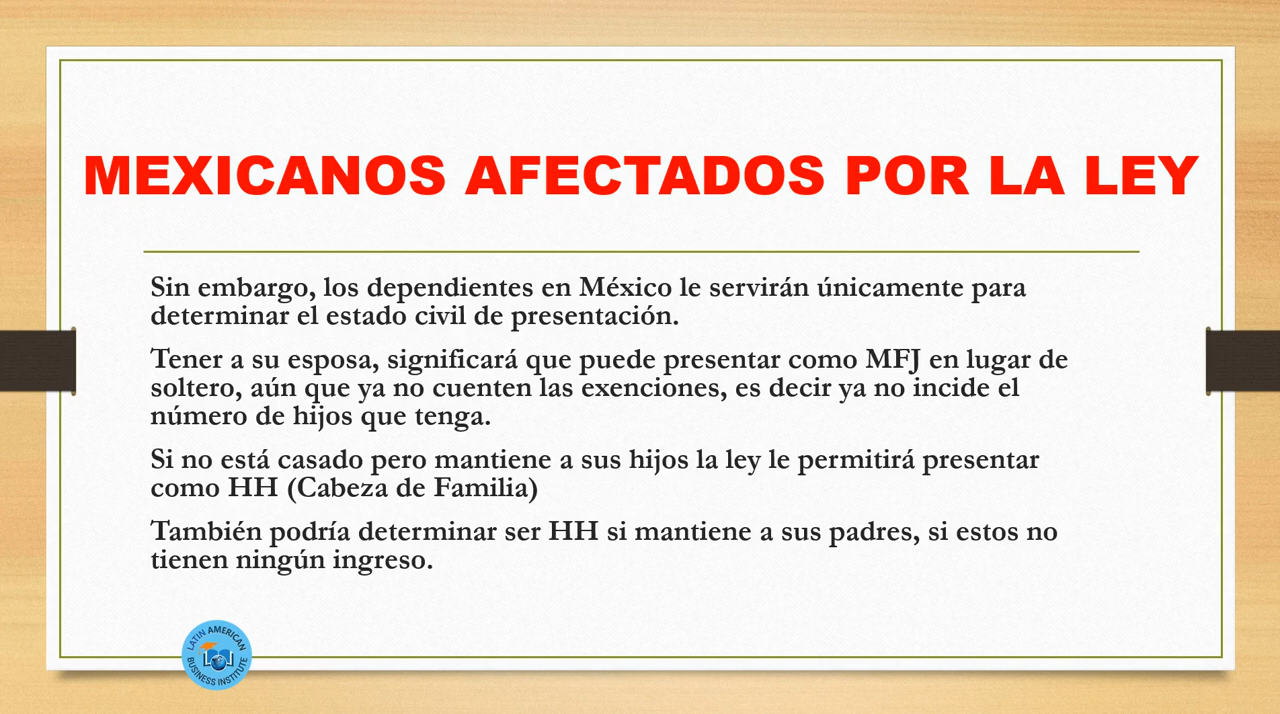 MEXICANOS AFECTADOS POR LA LEY
Sin embargo, los dependientes en México le servirán únicamente para
determinar el estado civil de presentación.
Tener a su esposa, significará que puede presentar como MFJ en lugar de
soltero, aún que ya no cuenten las exenciones, es decir ya no incide el
número de hijos que tenga.
Si no está casado pero mantiene a sus hijos la ley le permitirá presentar
como HH (Cabeza de Familia)
También podría determinar ser HH si mantiene a sus padres, si estos no
tienen ningún ingreso.
LATIN AMERICAN
BUSINESS INSTITUTE